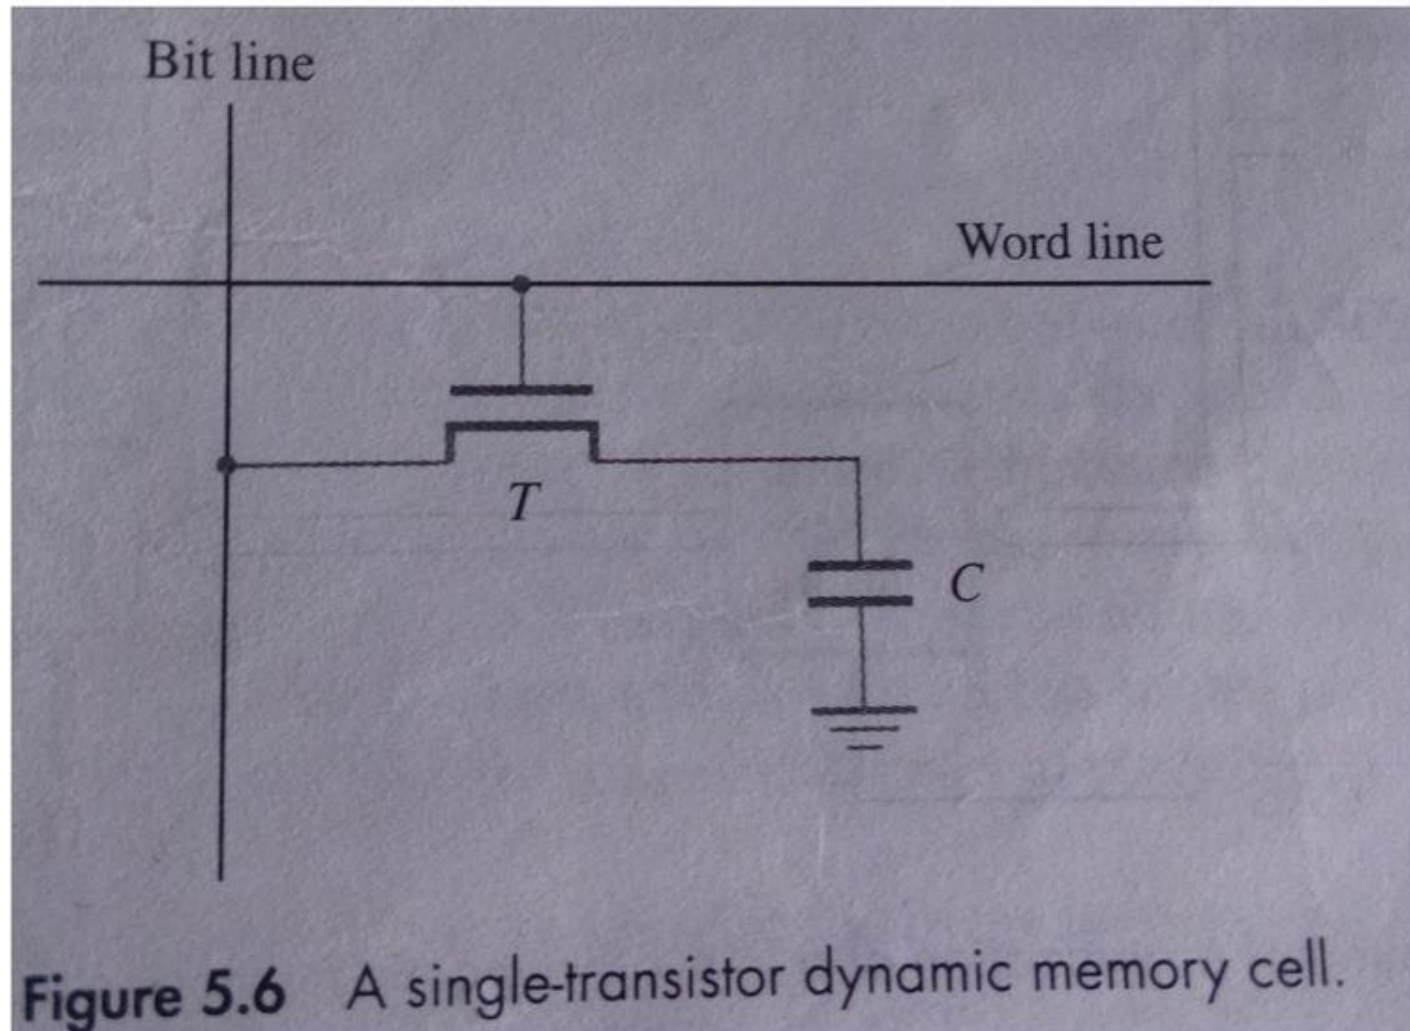 Bit line
Word line
T
C
Figure 5.6 A single-transistor dynamic memory cell.